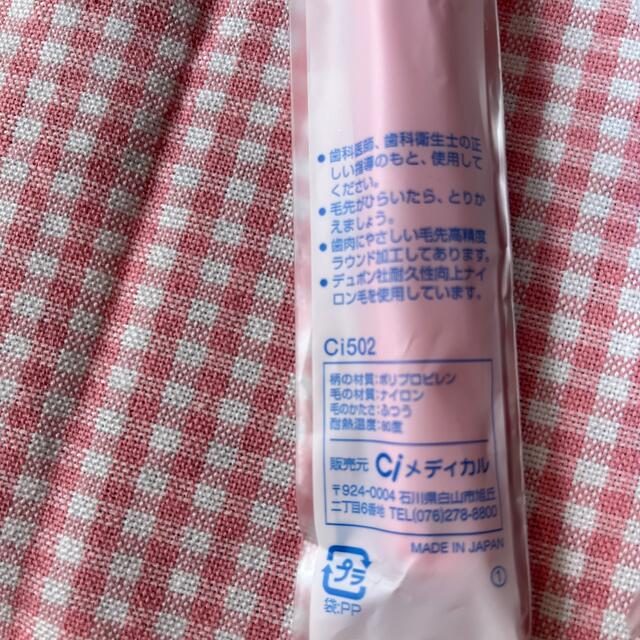 ● 歯科医師、歯科衛生士の正
しい指導のもと、使用して
ください。
● 毛先がひらいたら、とりか
えましょう。
● 歯肉にやさしい毛先高精度
ラウンド加工してあります。
● デュポン社耐久性向上ナイ
ロン毛を使用しています。
Ci502
柄の材質:ポリプロピレン
毛の材質:ナイロン
毛のかたさ:ふつう
耐熱温度:80度
販売元 Ciメディカル
〒924-0004 石川県白山市旭丘
二丁目6番地 TEL(076)278-8800
MADE IN JAPAN
プラ
①
袋:PP